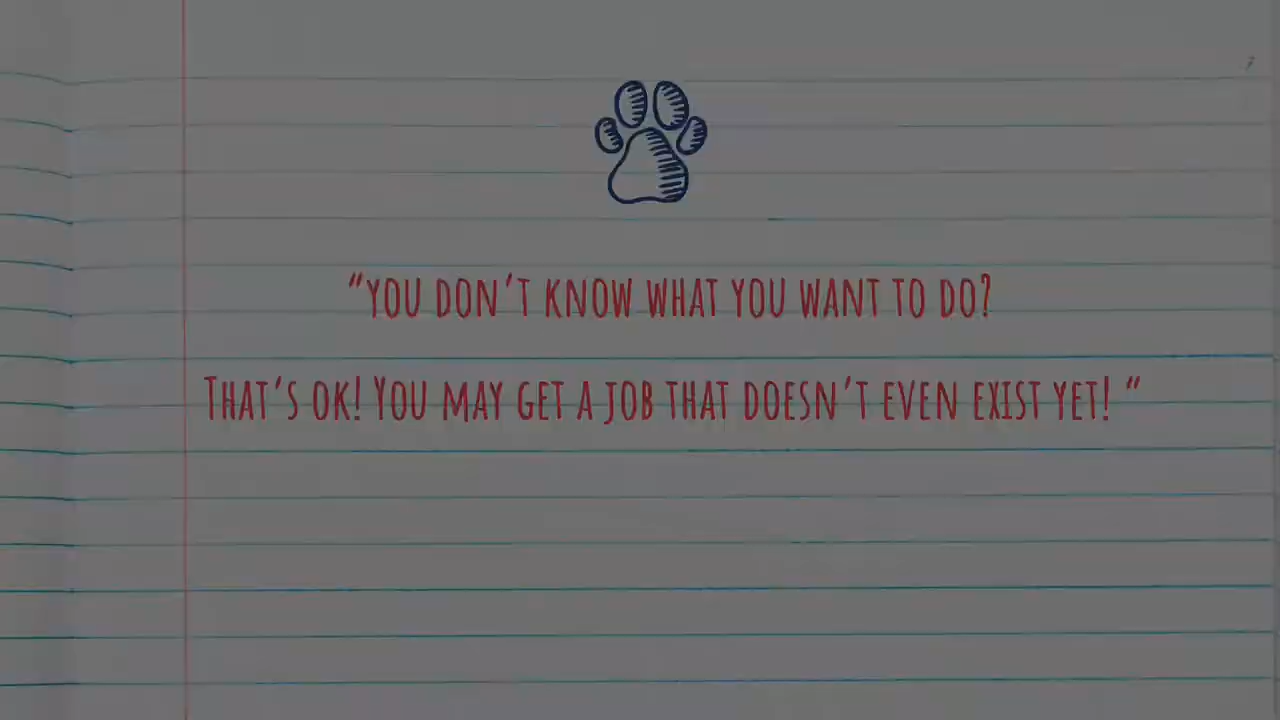 “YOU DON’T KNOW WHAT YOU WANT TO DO?
THAT’S OK! YOU MAY GET A JOB THAT DOESN’T EVEN EXIST YET! “